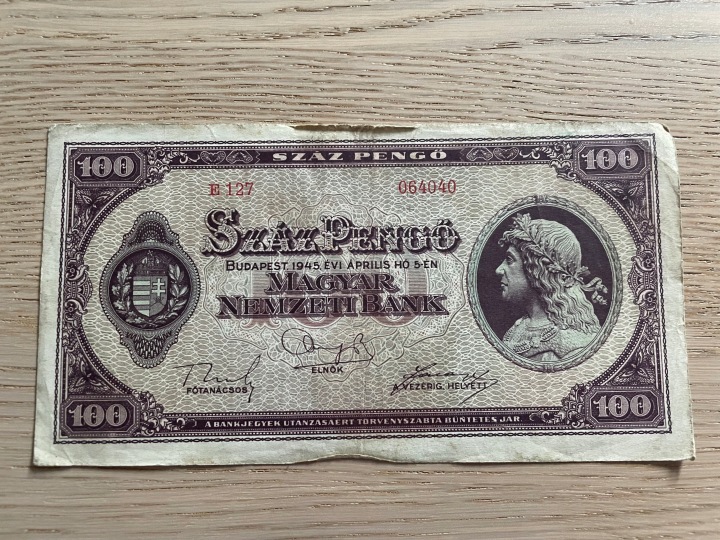 100 SZÁZ PENGŐ 100
E 127 064040
SZÁZ PENGŐ
BUDAPEST, 1945. ÉVI ÁPRILIS HÓ 5-ÉN
MAGYAR
NEMZETI BANK
FŐTANÁCSOS ELNÖK A VEZÉRIG. HELYETT
100 100
A BANKJEGYEK UTÁNZÁSÁÉRT TÖRVÉNYSZABTA BÜNTETÉS JÁR.